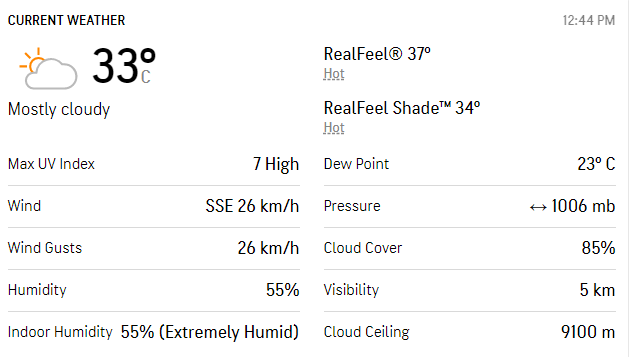 CURRENT WEATHER 12:44 PM
33° C
Mostly cloudy
RealFeel® 37°
Hot
RealFeel Shade™ 34°
Hot
Max UV Index 7 High
Wind SSE 26 km/h
Wind Gusts 26 km/h
Humidity 55%
Indoor Humidity 55% (Extremely Humid)
Dew Point 23° C
Pressure ↔ 1006 mb
Cloud Cover 85%
Visibility 5 km
Cloud Ceiling 9100 m